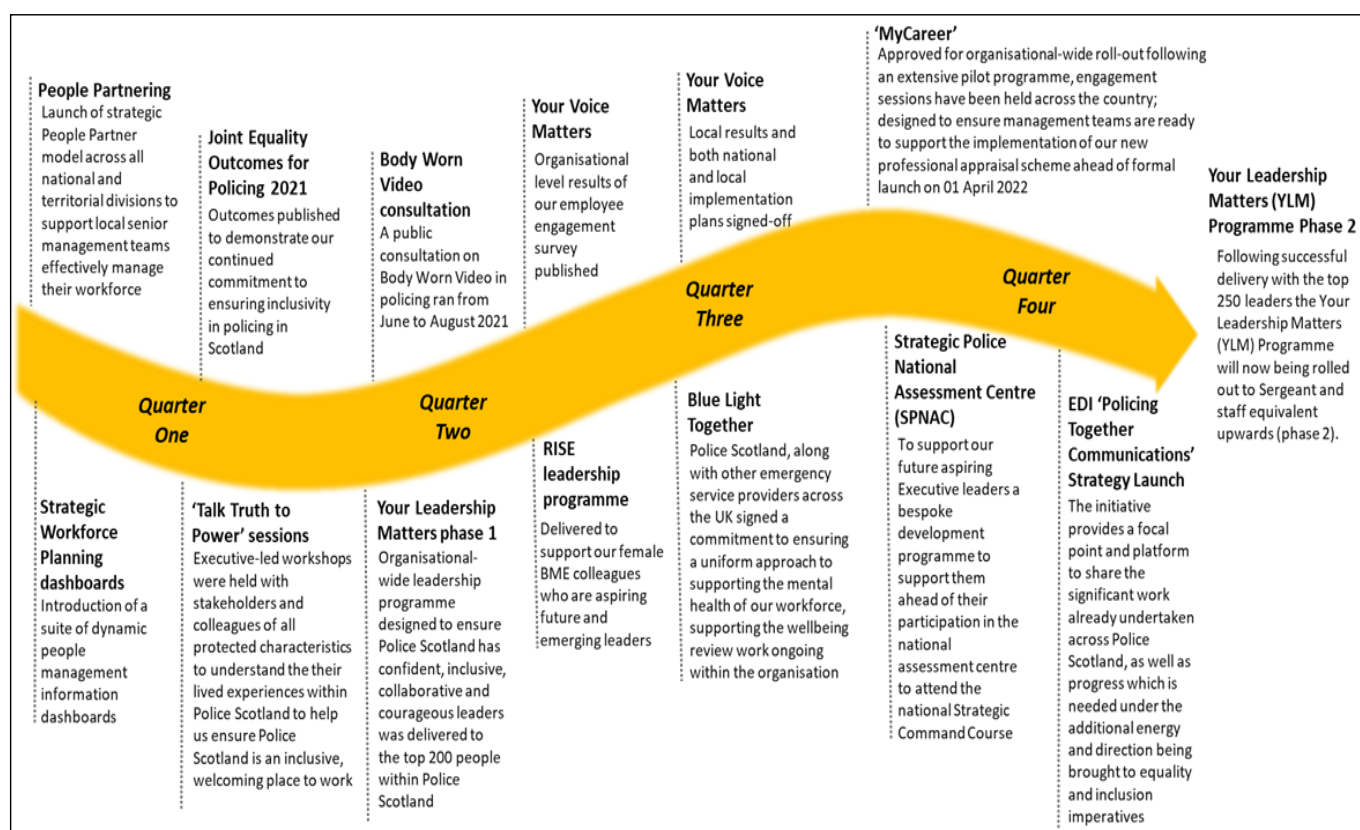 People Partnering
Launch of strategic
People Partner
model across all
national and
territorial divisions to
support local senior
management teams
effectively manage
their workforce
Joint Equality
Outcomes for
Policing 2021
Outcomes published
to demonstrate our
continued
commitment to
ensuring inclusivity
in policing in
Scotland
Body Worn
Video
consultation
A public
consultation on
Body Worn Video in
policing ran from
June to August 2021
Your Voice
Matters
Organisational
level results of
our employee
engagement
survey
published
Your Voice
Matters
Local results and
both national
and local
implementation
plans signed-off
‘MyCareer’
Approved for organisational-wide roll-out following
an extensive pilot programme, engagement
sessions have been held across the country;
designed to ensure management teams are ready
to support the implementation of our new
professional appraisal scheme ahead of formal
launch on 01 April 2022
Your Leadership
Matters (YLM)
Programme Phase 2
Following successful
delivery with the top
250 leaders the Your
Leadership Matters
(YLM) Programme
will now being rolled
out to Sergeant and
staff equivalent
upwards (phase 2).
Quarter
One
Quarter
Two
Quarter
Three
Quarter
Four
Strategic
Workforce
Planning
dashboards
Introduction of a
suite of dynamic
people
management
information
dashboards
‘Talk Truth to
Power’ sessions
Executive-led workshops
were held with
stakeholders and
colleagues of all
protected characteristics
to understand the their
lived experiences within
Police Scotland to help
us ensure Police
Scotland is an inclusive,
welcoming place to work
Your Leadership
Matters phase 1
Organisational-
wide leadership
programme
designed to ensure
Police Scotland has
confident, inclusive,
collaborative and
courageous leaders
was delivered to
the top 200 people
within Police
Scotland
RISE
leadership
programme
Delivered to
support our female
BME colleagues
who are aspiring
future and
emerging leaders
Blue Light
Together
Police Scotland, along
with other emergency
service providers across
the UK signed a
commitment to ensuring
a uniform approach to
supporting the mental
health of our workforce,
supporting the wellbeing
review work ongoing
within the organisation
Strategic Police
National
Assessment Centre
(SPNAC)
To support our
future aspiring
Executive leaders a
bespoke
development
programme to
support them
ahead of their
participation in the
national
assessment centre
to attend the
national Strategic
Command Course
EDI ‘Policing
Together
Communications’
Strategy Launch
The initiative
provides a focal
point and platform
to share the
significant work
already undertaken
across Police
Scotland, as well as
progress which is
needed under the
additional energy
and direction being
brought to equality
and inclusion
imperatives